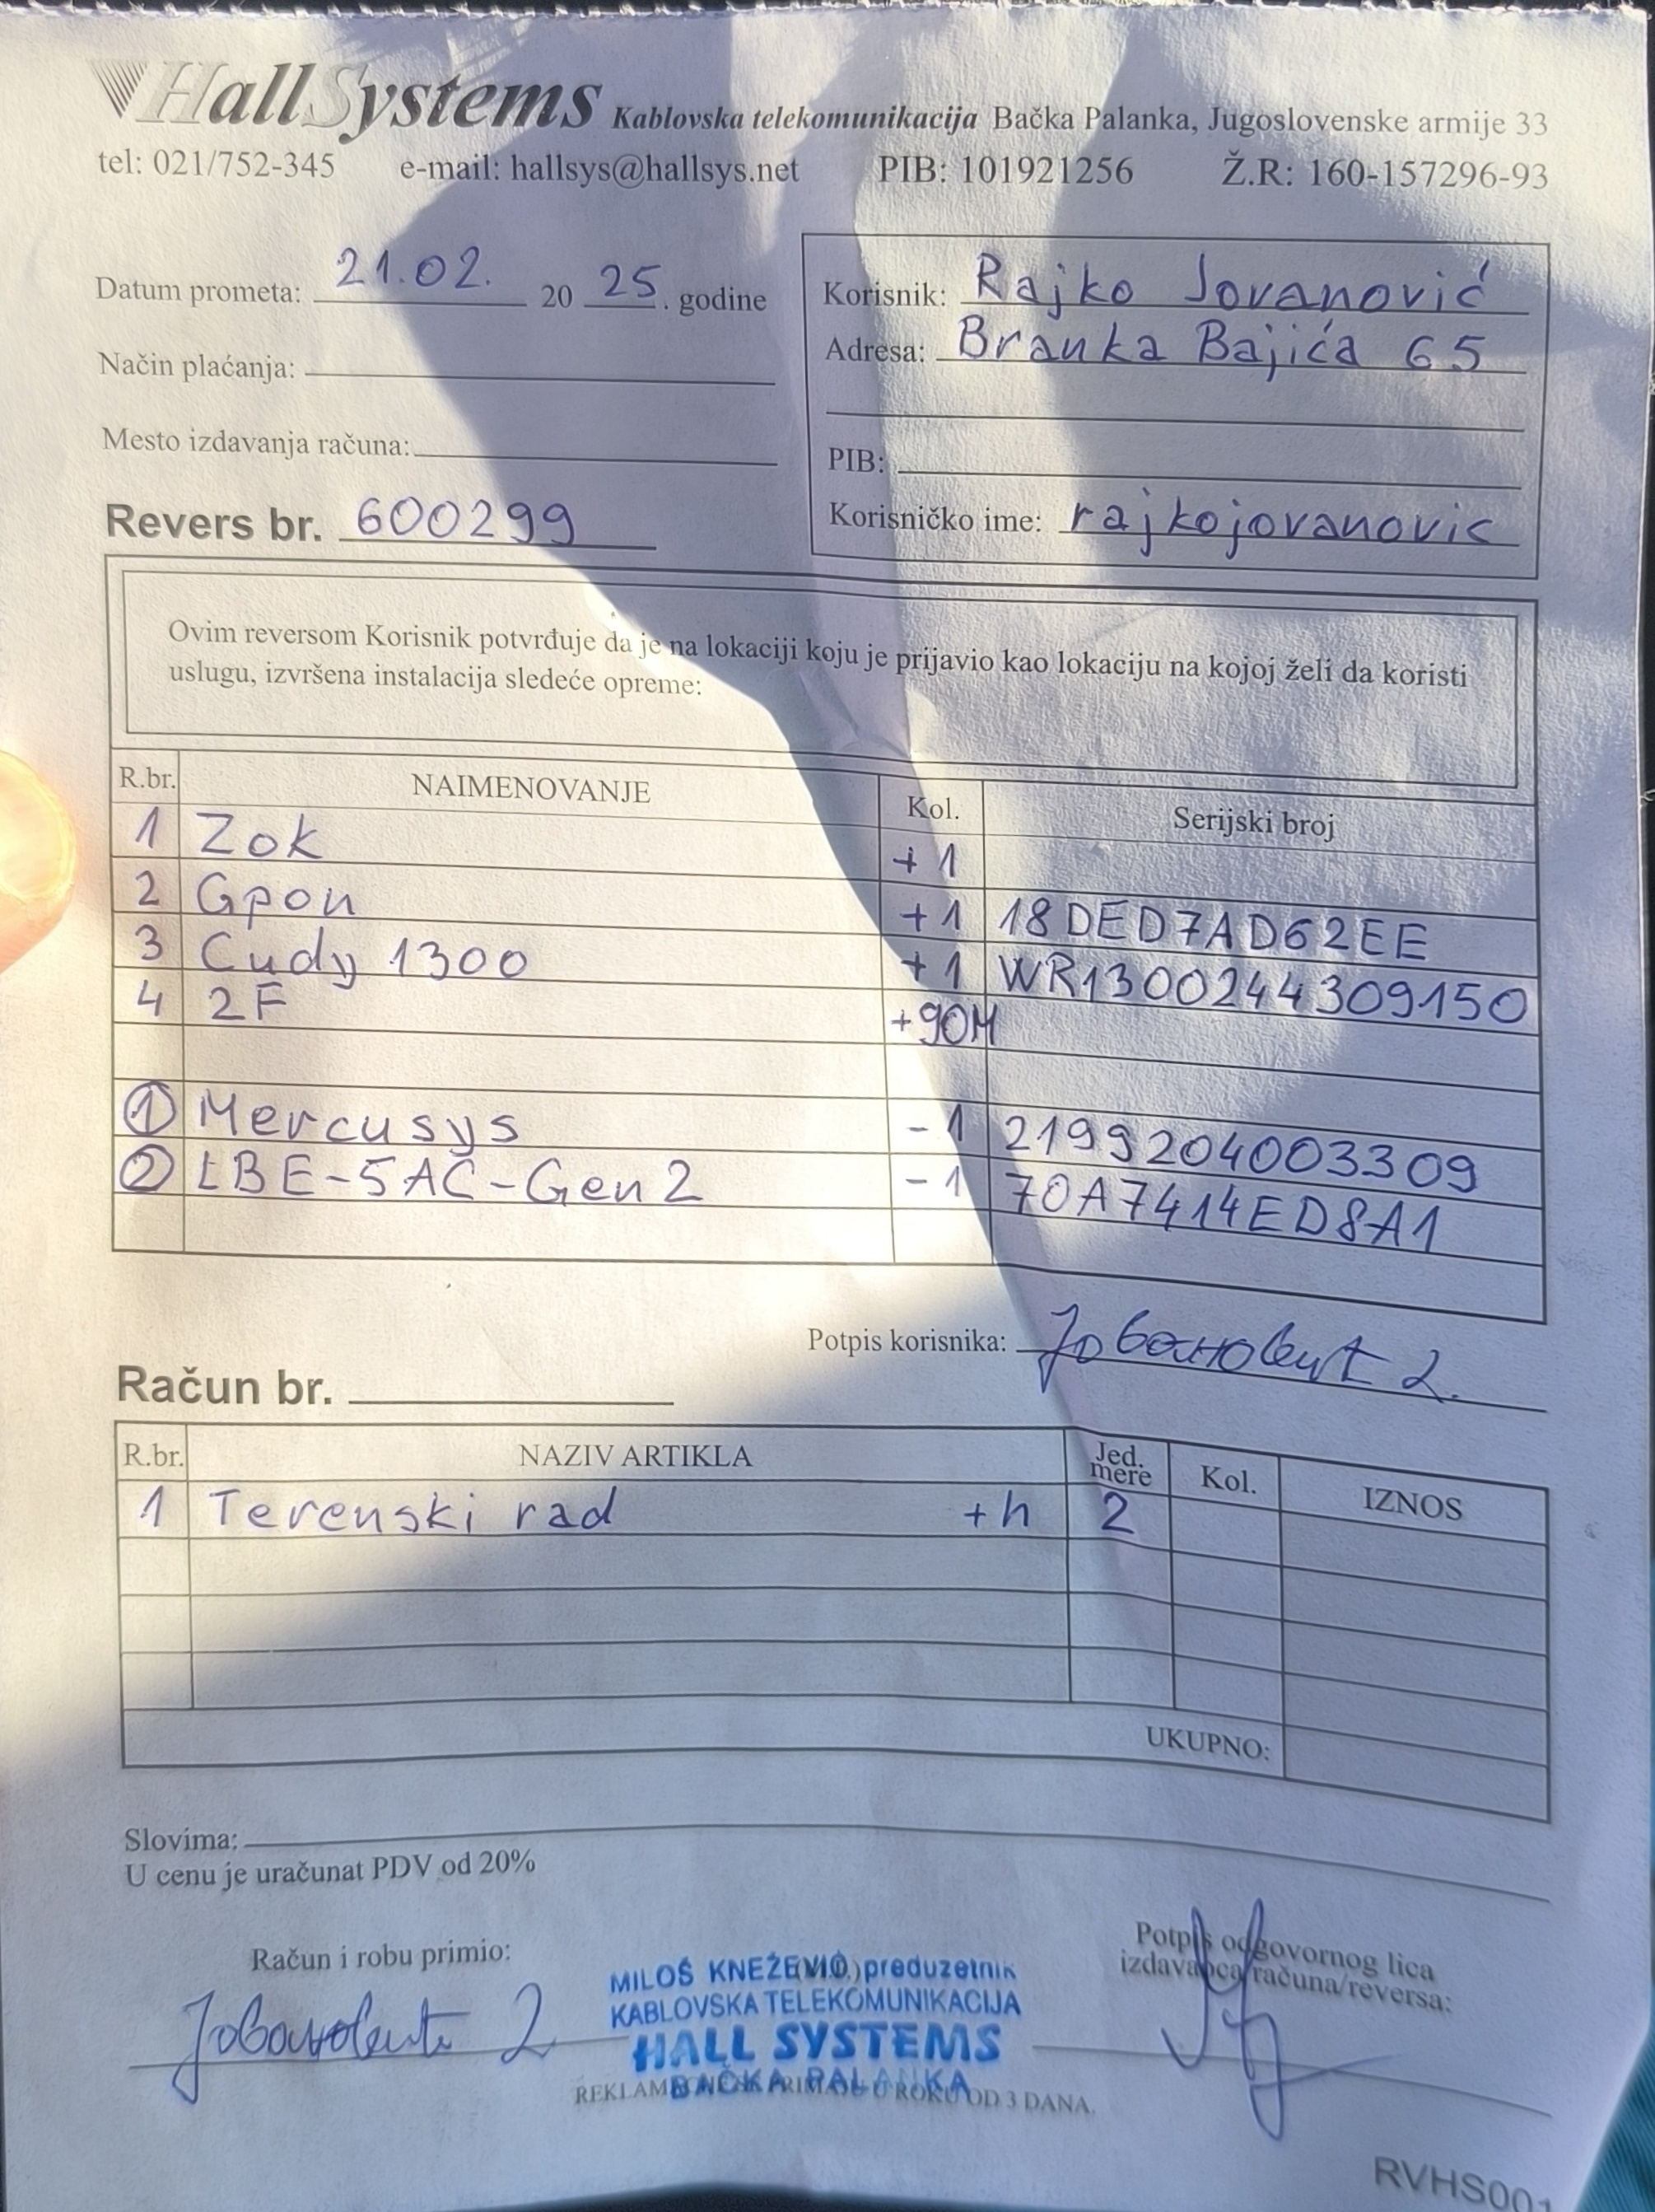 HallSystems Kablovska telekomunikacija Bačka Palanka, Jugoslovenske armije 33
tel: 021/752-345 e-mail: hallsys@hallsys.net PIB: 101921256 Ž.R: 160-157296-93
Datum prometa: 21.02. 20 25. godine
Način plaćanja:
Mesto izdavanja računa:
Revers br. 600299
Korisnik: Rajko Jovanović
Adresa: Branka Bajića 65
PIB:
Korisničko ime: rajkojovanovic
Ovim reversom Korisnik potvrđuje da je na lokaciji koju je prijavio kao lokaciju na kojoj želi da koristi
uslugu, izvršena instalacija sledeće opreme:
R.br. NAIMENOVANJE Kol. Serijski broj
1 Zok +1
2 Gpon +1 18DED7AD62EE
3 Cudy 1300 +1 WR1300244309150
4 2F +90M
1 Mercusys -1 2199204003309
2 LBE-5AC-Gen2 -1 70A7414ED8A1
Potpis korisnika:
Račun br.
R.br. NAZIV ARTIKLA Jed. mere Kol. IZNOS
1 Terenski rad +h 2
UKUPNO:
Slovima:
U cenu je uračunat PDV od 20%
Račun i robu primio:
MILOŠ KNEŽEVIĆ preduzetnik
KABLOVSKA TELEKOMUNIKACIJA
HALL SYSTEMS
BAČKA PALANKA
(M.P.)
Potpis odgovornog lica
izdavaoca računa/reversa:
U ROKU OD 3 DANA.
RVHS00